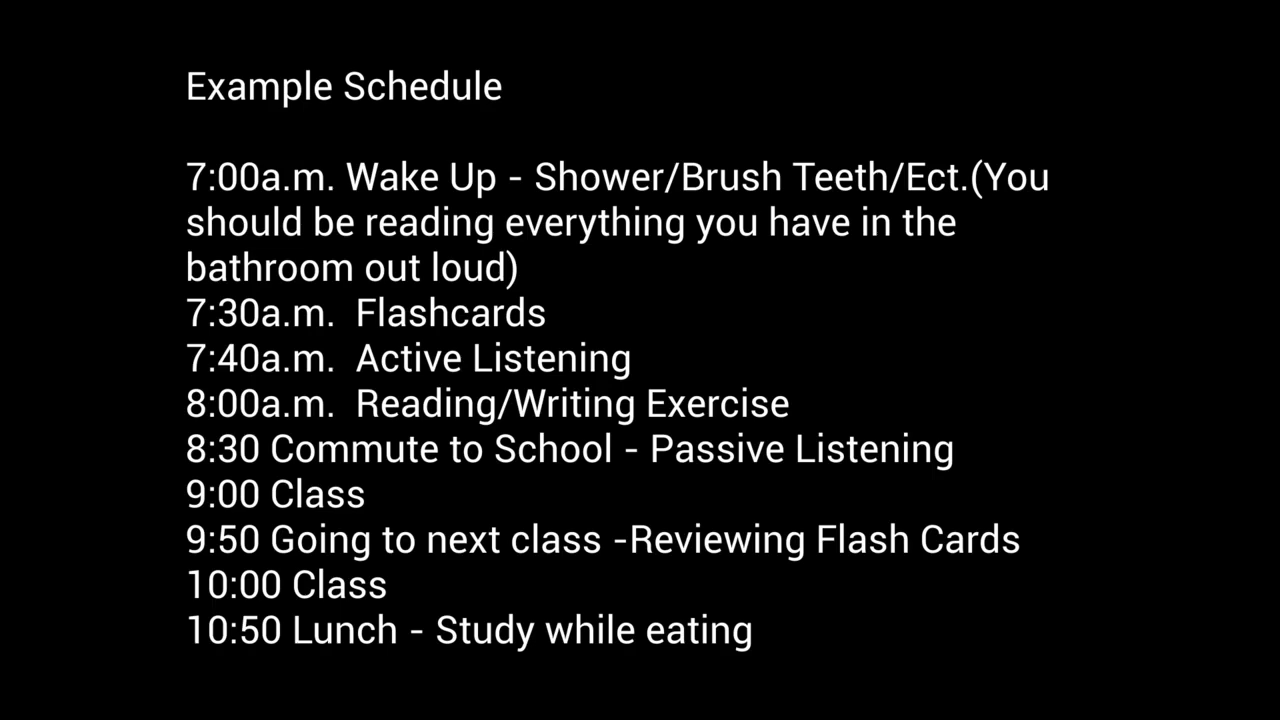 Example Schedule
7:00a.m. Wake Up - Shower/Brush Teeth/Ect.(You
should be reading everything you have in the
bathroom out loud)
7:30a.m.  Flashcards
7:40a.m.  Active Listening
8:00a.m.  Reading/Writing Exercise
8:30 Commute to School - Passive Listening
9:00 Class
9:50 Going to next class -Reviewing Flash Cards
10:00 Class
10:50 Lunch - Study while eating